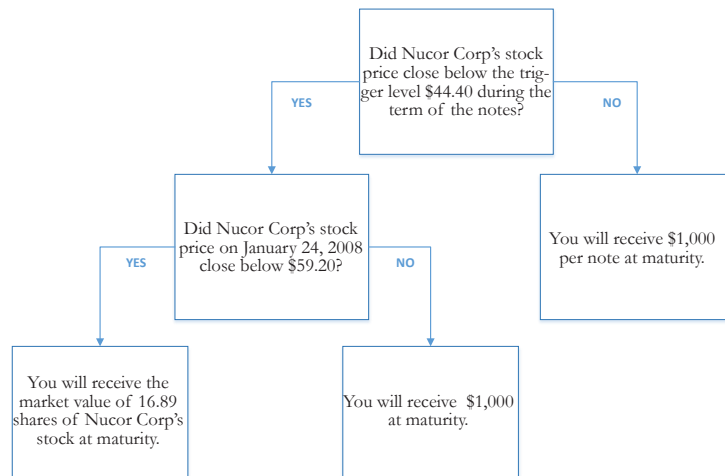 Did Nucor Corp's stock
price close below the trig-
ger level $44.40 during the
term of the notes?
YES
NO
Did Nucor Corp's stock
price on January 24, 2008
close below $59.20?
You will receive $1,000
per note at maturity.
YES
NO
You will receive the
market value of 16.89
shares of Nucor Corp's
stock at maturity.
You will receive $1,000
at maturity.